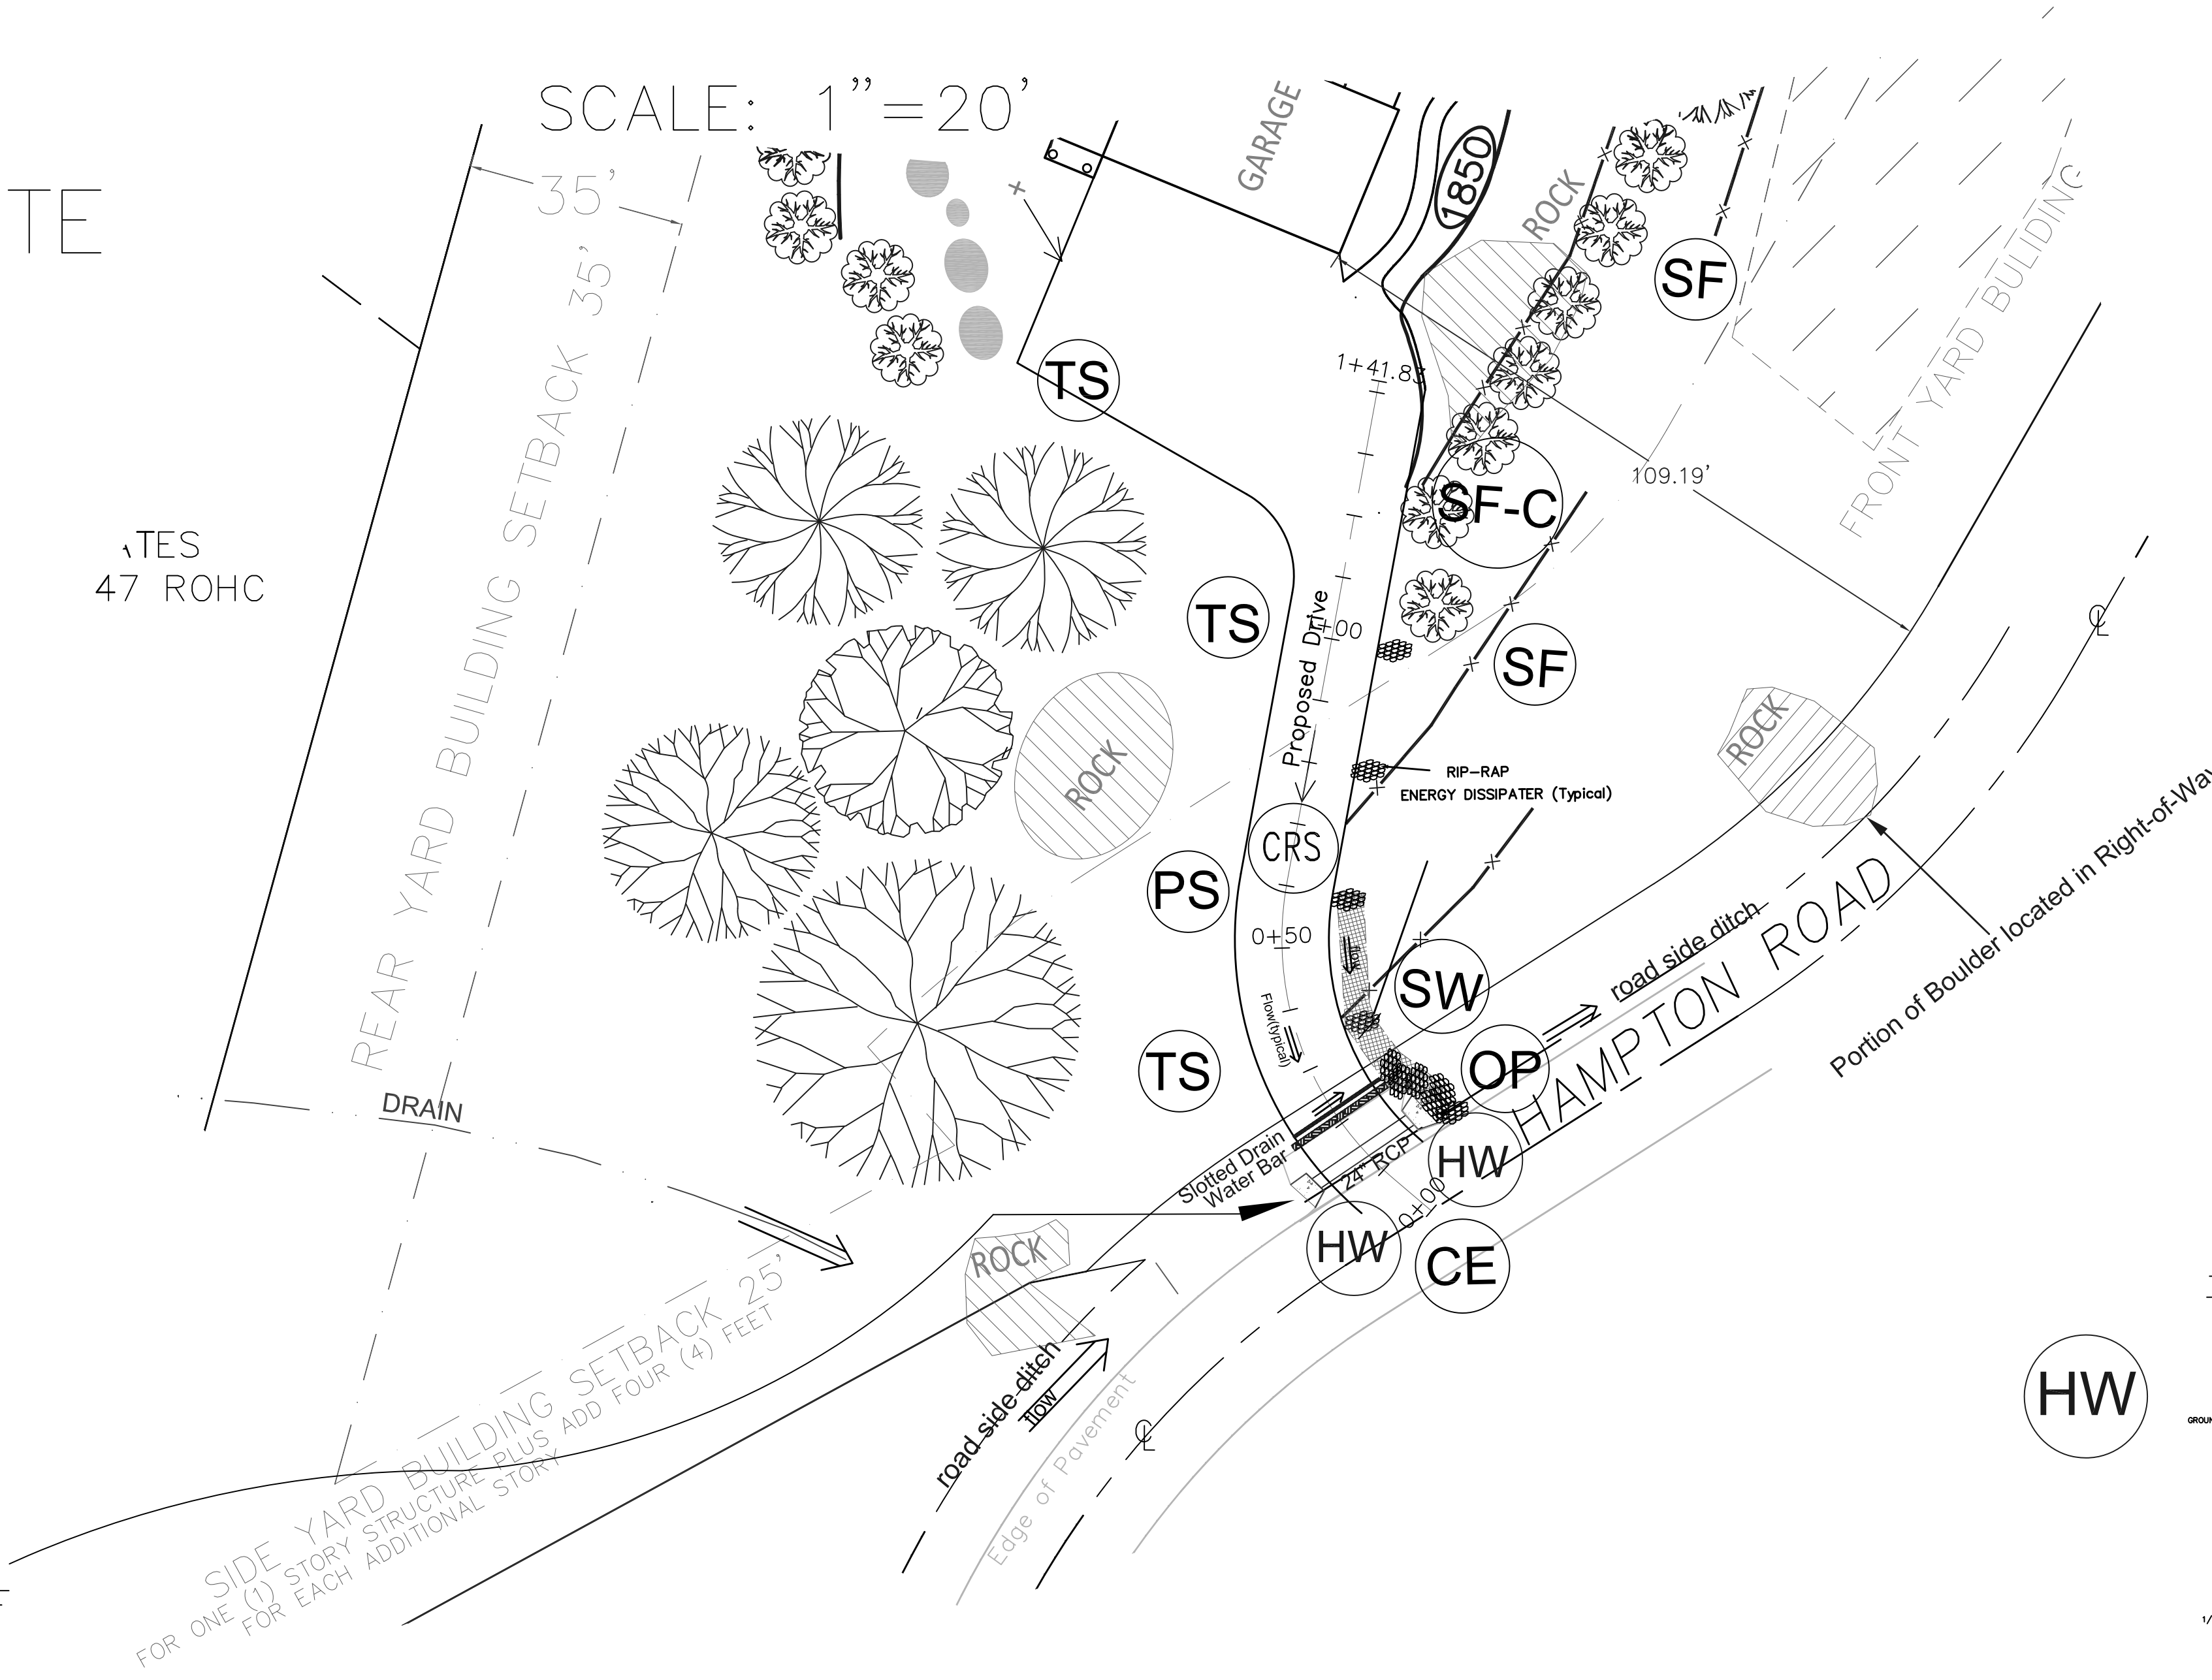 SCALE: 1”=20’
TE
35’
GARAGE
1850
ROCK
SF
REAR YARD BUILDING SETBACK 35’
FRONT YARD BULIDING
TS
1+41.83
109.19’
SF-C
TES
47 ROHC
TS
Proposed Drive
1+00
SF
ROCK
ROCK
RIP-RAP
ENERGY DISSIPATER (Typical)
CRS
PS
0+50
SW
flow
Flow(typical)
TS
OP
road side ditch
HAMPTON ROAD
Portion of Boulder located in Right-of-Way
DRAIN
Slotted Drain
Water Bar
24" RCP
HW
0+00
HW
CE
ROCK
road side ditch
flow
Edge of Pavement
HW
SIDE YARD BUILDING SETBACK 25’
FOR ONE (1) STORY STRUCTURE PLUS ADD FOUR (4) FEET
FOR EACH ADDITIONAL STORY